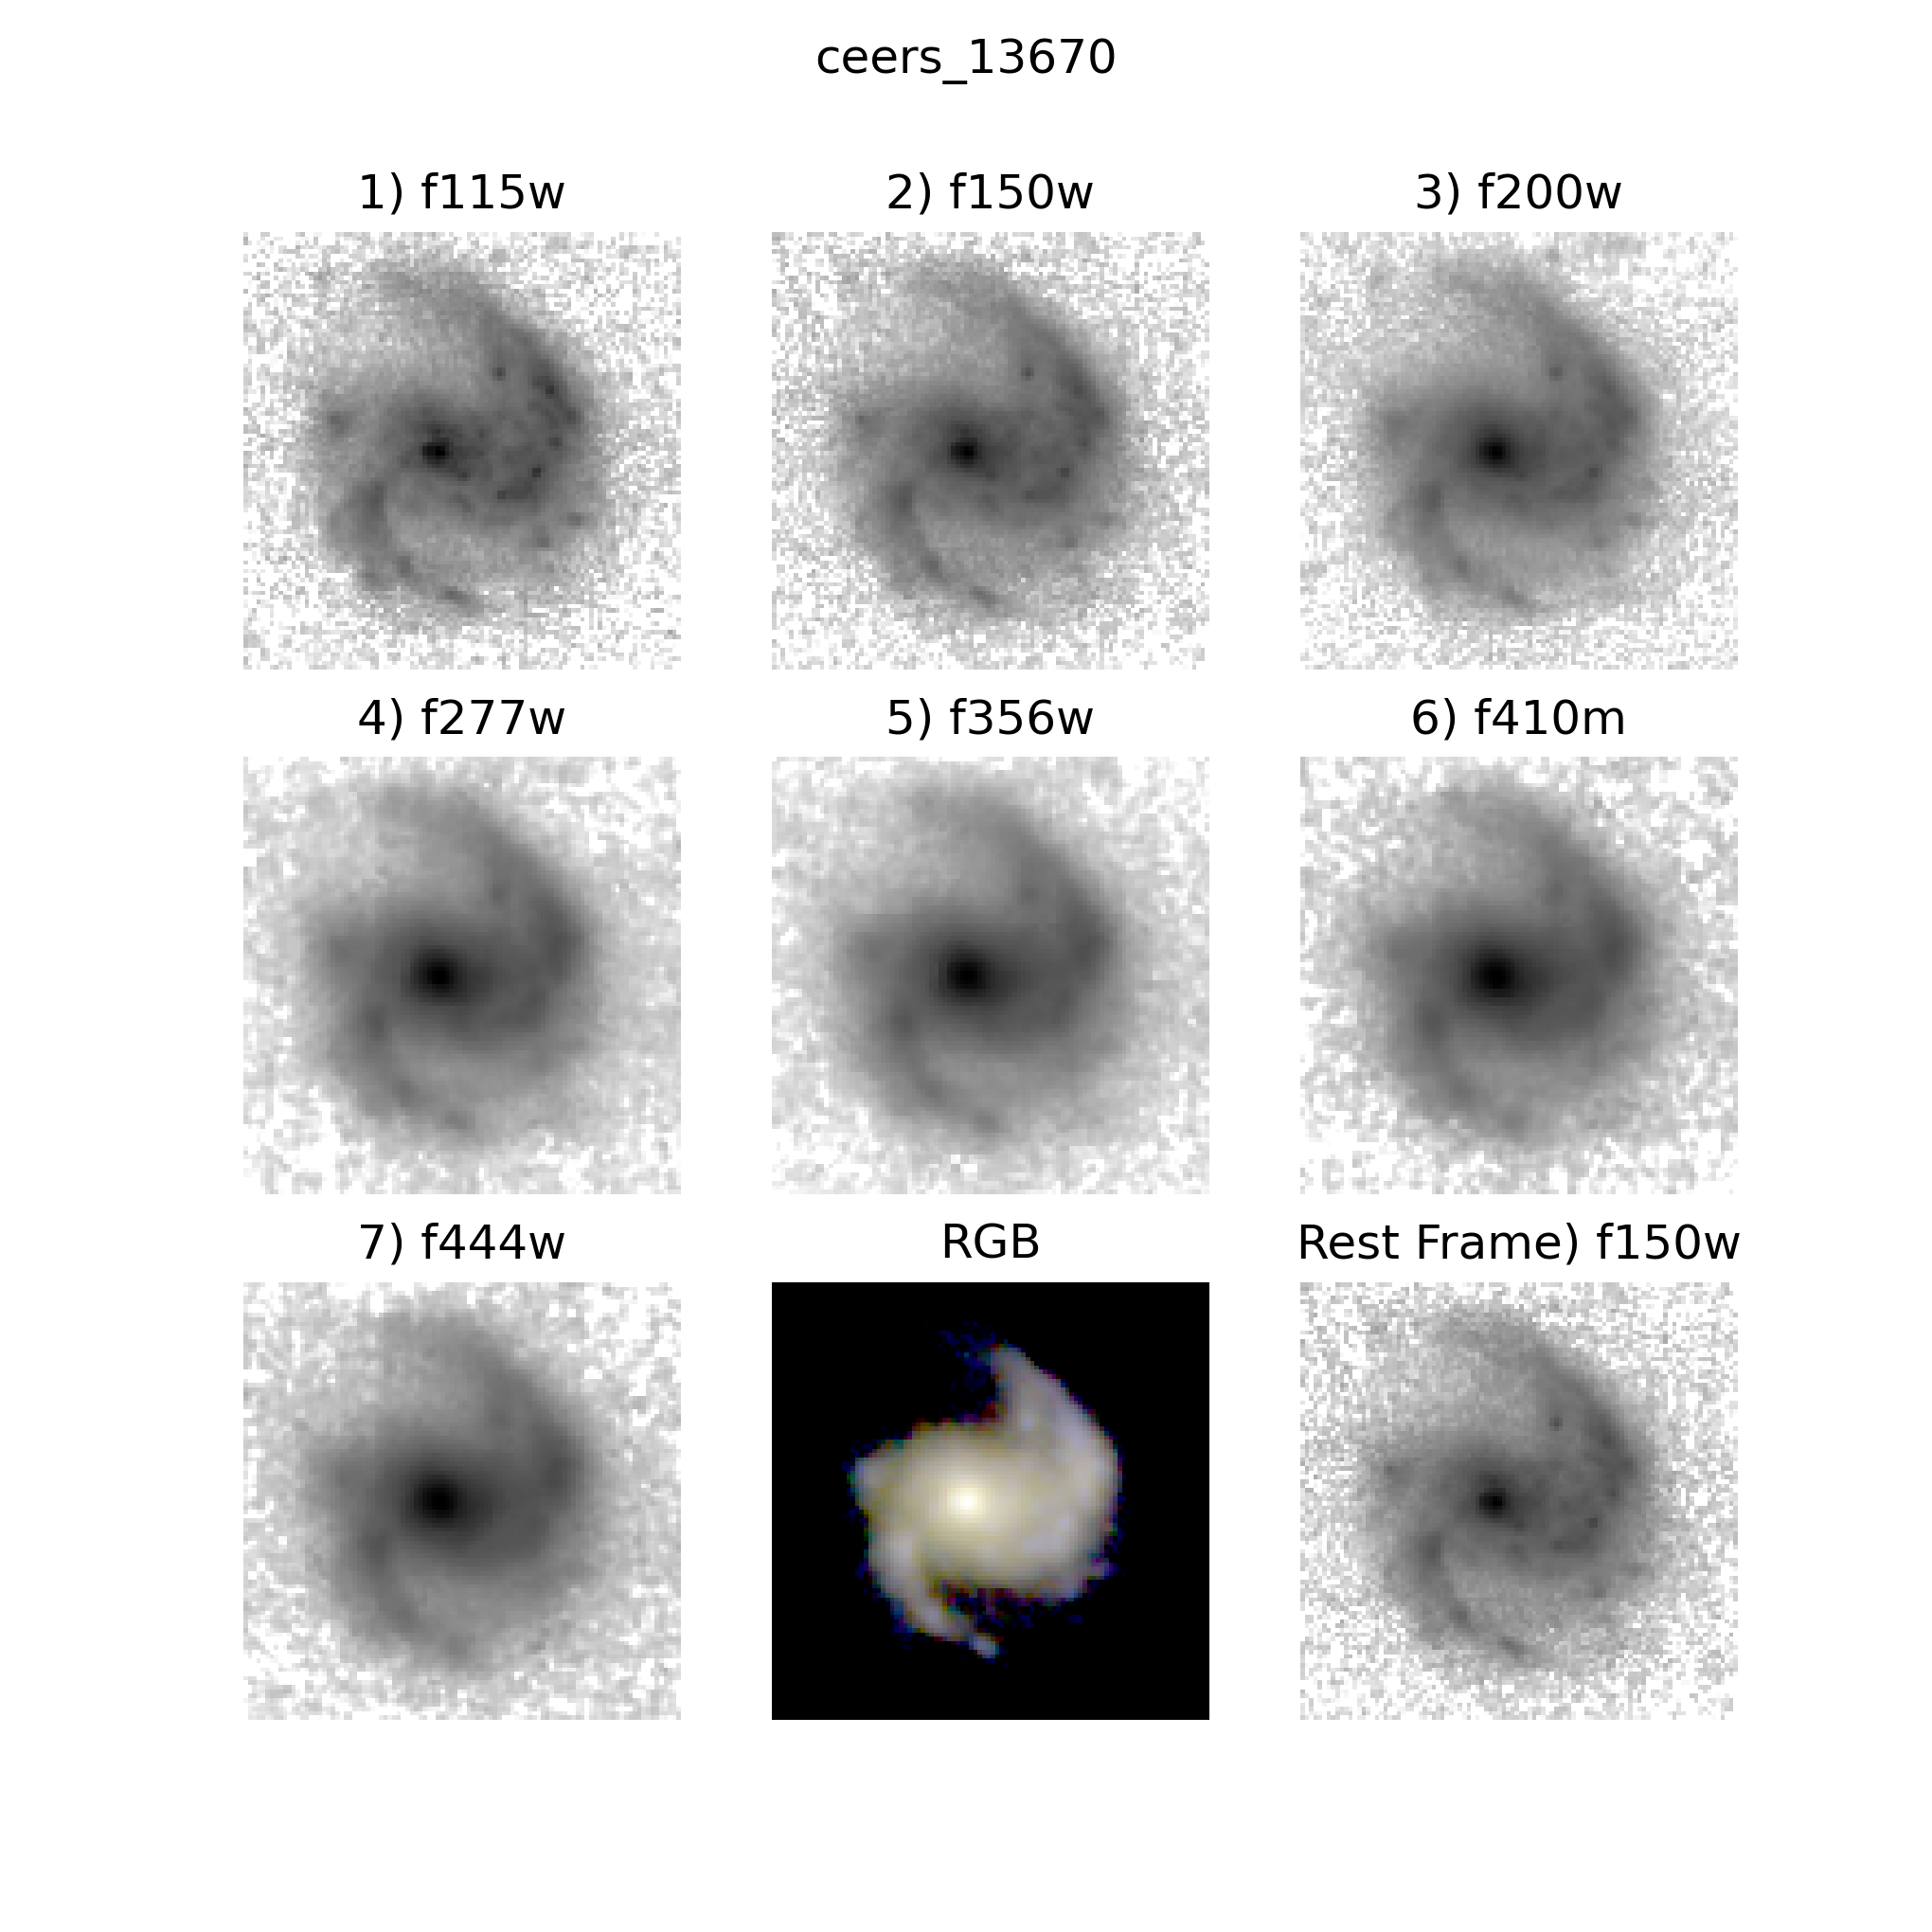 ceers_13670
1) f115w
2) f150w
3) f200w
4) f277w
5) f356w
6) f410m
7) f444w
RGB
Rest Frame) f150w